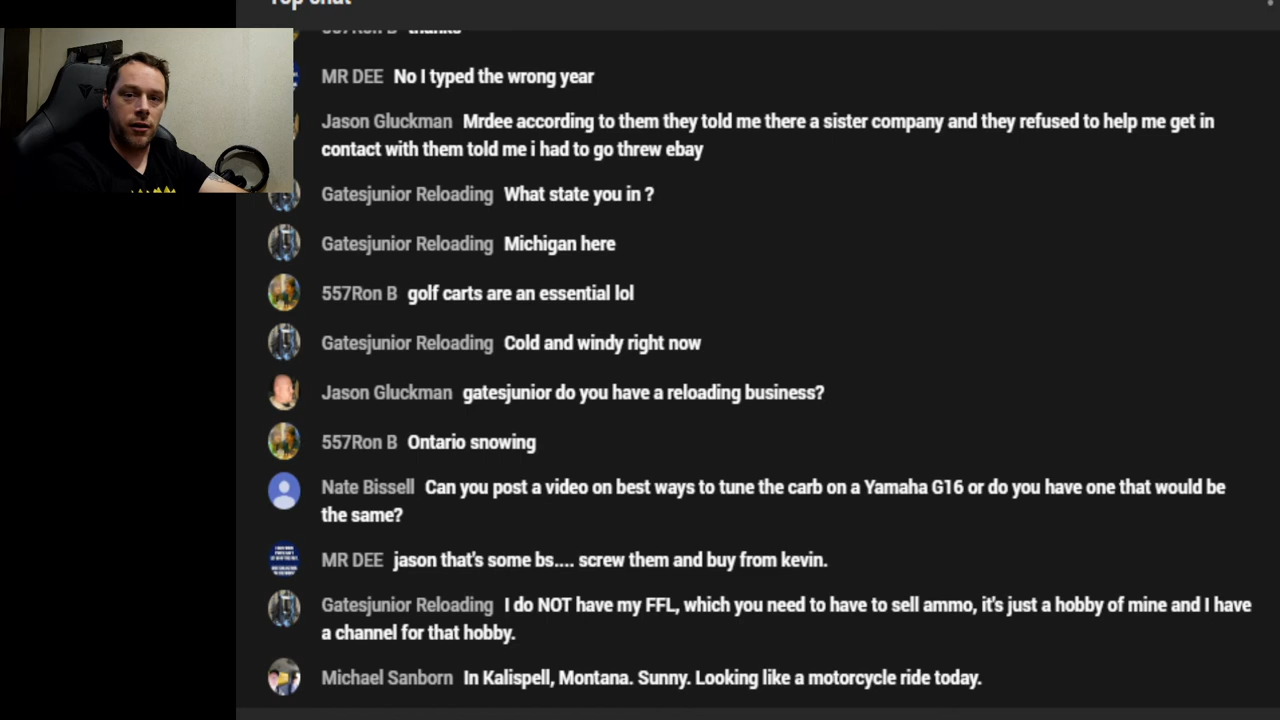 Top chat
557Ron B thanks
MR DEE No I typed the wrong year
Jason Gluckman Mrdee according to them they told me there a sister company and they refused to help me get in
contact with them told me i had to go threw ebay
Gatesjunior Reloading What state you in ?
Gatesjunior Reloading Michigan here
557Ron B golf carts are an essential lol
Gatesjunior Reloading Cold and windy right now
Jason Gluckman gatesjunior do you have a reloading business?
557Ron B Ontario snowing
Nate Bissell Can you post a video on best ways to tune the carb on a Yamaha G16 or do you have one that would be
the same?
MR DEE jason that's some bs.... screw them and buy from kevin.
Gatesjunior Reloading I do NOT have my FFL, which you need to have to sell ammo, it's just a hobby of mine and I have
a channel for that hobby.
Michael Sanborn In Kalispell, Montana. Sunny. Looking like a motorcycle ride today.